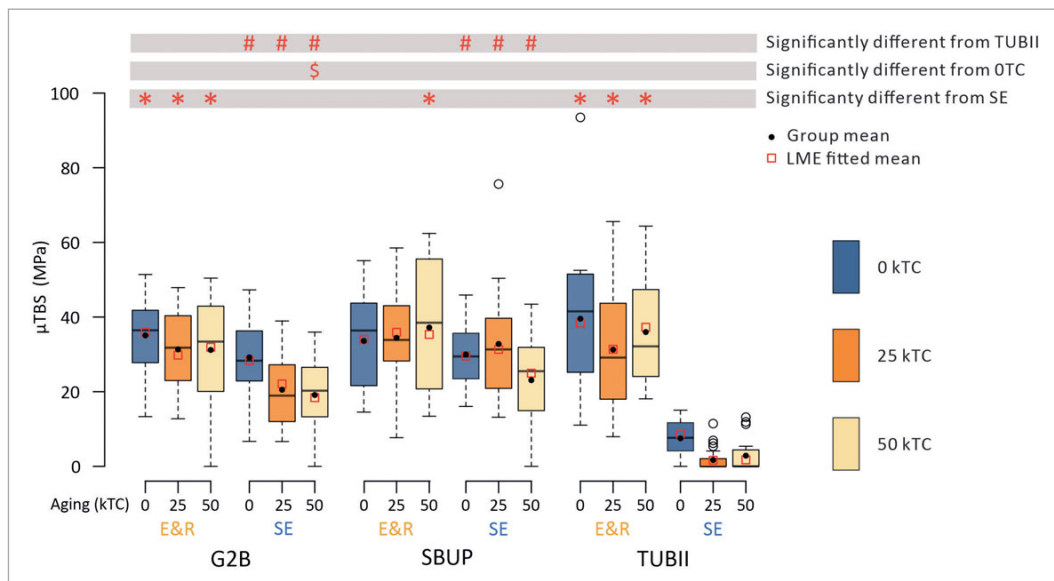 # # # # # # Significantly different from TUBII
$ Significantly different from 0TC
* * * * * * * Significanty different from SE
Group mean
LME fitted mean
100
80
60
40
20
0
µTBS (MPa)
0 kTC
25 kTC
50 kTC
Aging (kTC) 0 25 50 0 25 50 0 25 50 0 25 50 0 25 50 0 25 50
E&R SE E&R SE E&R SE
G2B SBUP TUBII